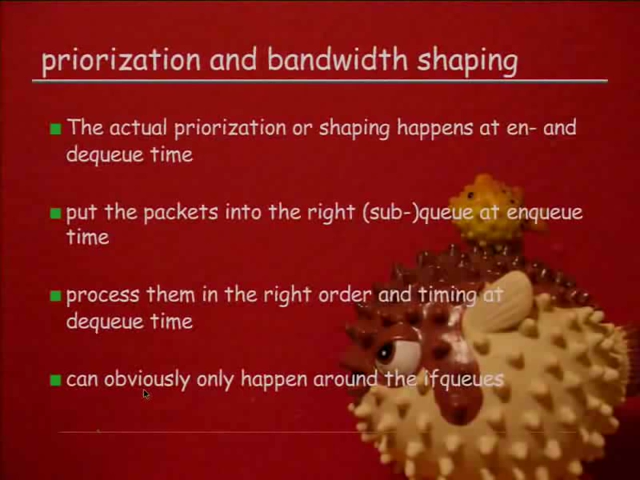 priorization and bandwidth shaping
The actual priorization or shaping happens at en- and
dequeue time
put the packets into the right (sub-)queue at enqueue
time
process them in the right order and timing at
dequeue time
can obviously only happen around the ifqueues